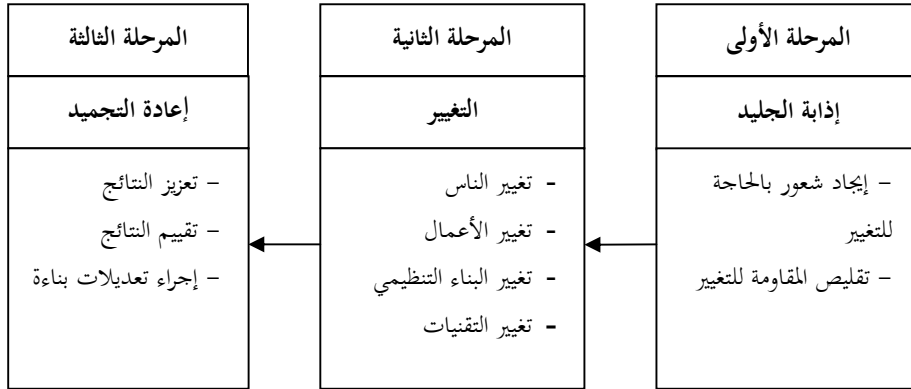 المرحلة الأولى
إذابة الجليد
– إيجاد شعور بالحاجة
للتغيير
– تقليص المقاومة للتغيير
المرحلة الثانية
التغيير
- تغيير الناس
- تغيير الأعمال
- تغيير البناء التنظيمي
- تغيير التقنيات
المرحلة الثالثة
إعادة التجميد
– تعزيز النتائج
– تقييم النتائج
– إجراء تعديلات بناءة